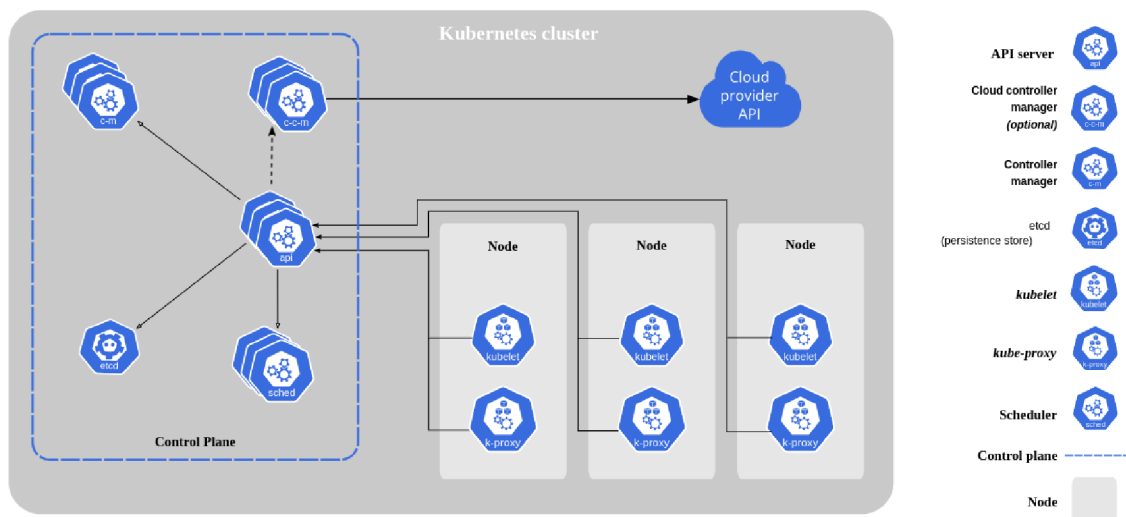 Kubernetes cluster
c-m
c-c-m
Cloud
provider
API
api
etcd
sched
Control Plane
Node
Node
Node
kubelet
kubelet
kubelet
k-proxy
k-proxy
k-proxy
API server
api
Cloud controller
manager
(optional)
c-c-m
Controller
manager
c-m
etcd
(persistence store)
etcd
kubelet
kubelet
kube-proxy
k-proxy
Scheduler
sched
Control plane
Node